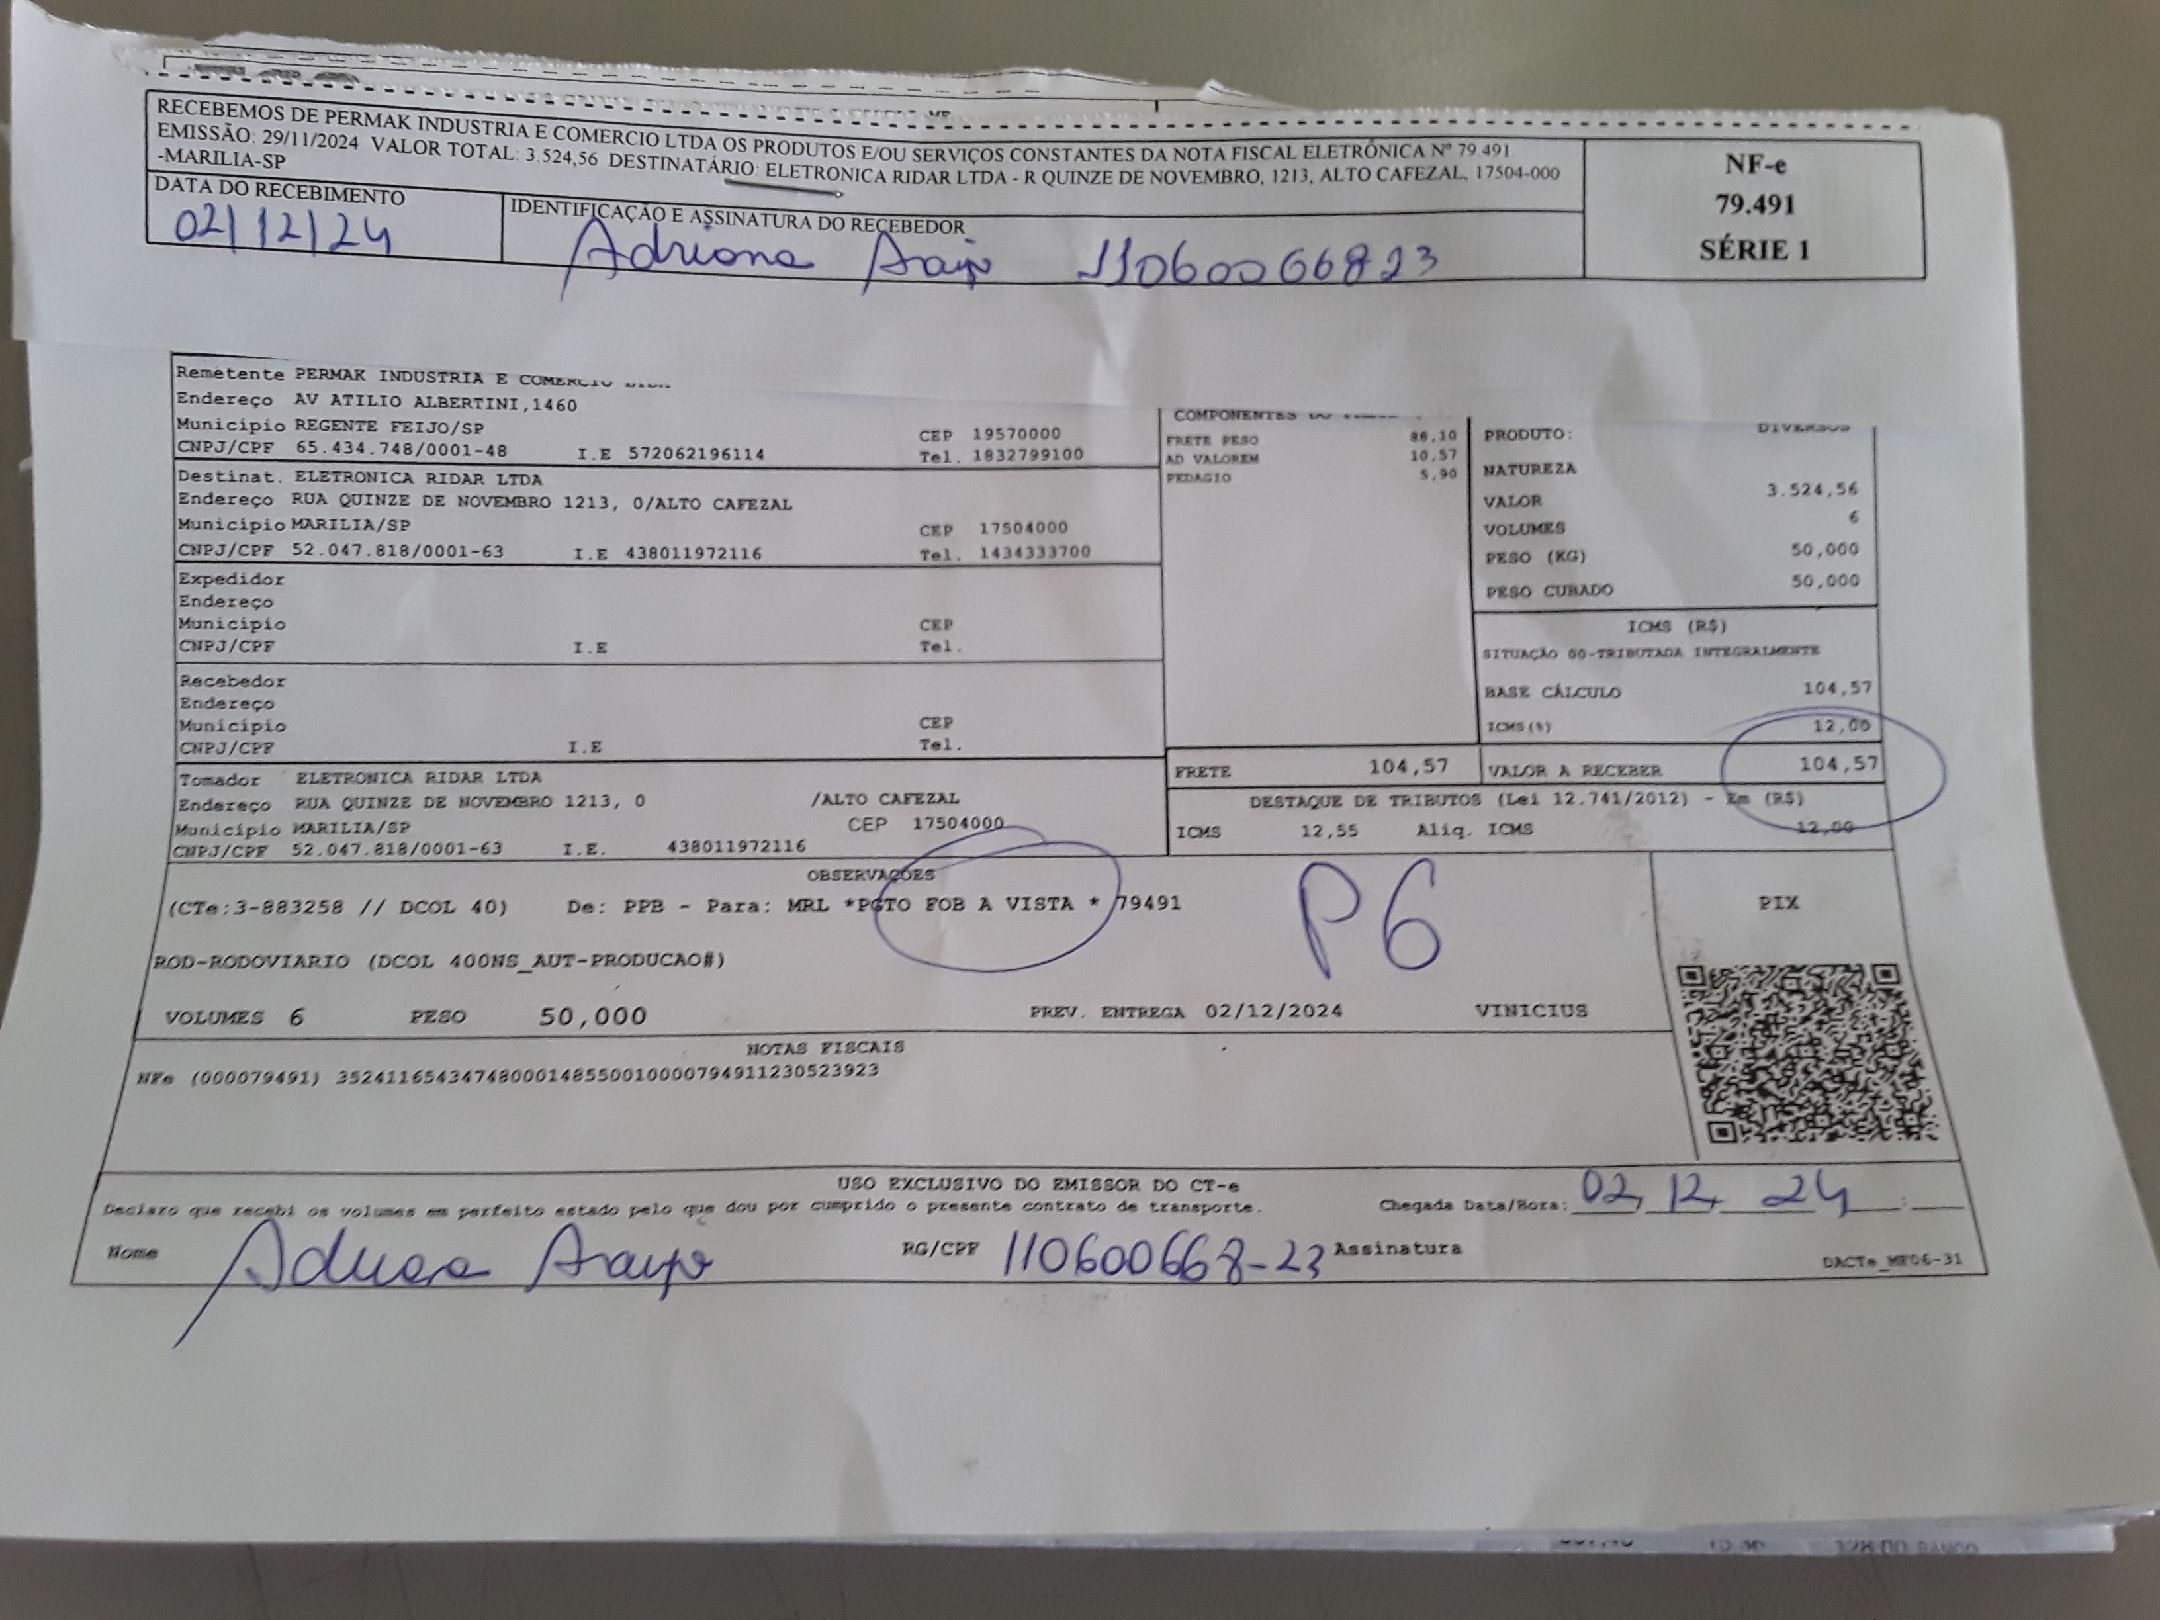 RECEBEMOS DE PERMAK INDUSTRIA E COMERCIO LTDA OS PRODUTOS E/OU SERVIÇOS CONSTANTES DA NOTA FISCAL ELETRÔNICA Nº 79.491
EMISSÃO: 29/11/2024 VALOR TOTAL: 3.524,56 DESTINATÁRIO: ELETRONICA RIDAR LTDA - R QUINZE DE NOVEMBRO, 1213, ALTO CAFEZAL, 17504-000
-MARILIA-SP
NF-e
79.491
SÉRIE 1
DATA DO RECEBIMENTO
02/12/24
IDENTIFICAÇÃO E ASSINATURA DO RECEBEDOR
Adriana 11060066823
Remetente PERMAK INDUSTRIA E COMERCIO
Endereço AV ATILIO ALBERTINI,1460
Município REGENTE FEIJO/SP CEP 19570000
CNPJ/CPF 65.434.748/0001-48 I.E 572062196114 Tel. 1832799100
Destinat. ELETRONICA RIDAR LTDA
Endereço RUA QUINZE DE NOVEMBRO 1213, 0/ALTO CAFEZAL
Município MARILIA/SP CEP 17504000
CNPJ/CPF 52.047.818/0001-63 I.E 438011972116 Tel. 1434333700
Expedidor
Endereço
Município CEP
CNPJ/CPF I.E Tel.
Recebedor
Endereço
Município CEP
CNPJ/CPF I.E Tel.
Tomador ELETRONICA RIDAR LTDA
Endereço RUA QUINZE DE NOVEMBRO 1213, 0 /ALTO CAFEZAL
Município MARILIA/SP CEP 17504000
CNPJ/CPF 52.047.818/0001-63 I.E. 438011972116
COMPONENTES DO
FRETE PESO 88,10
AD VALOREM 10,57
PEDAGIO 5,90
PRODUTO: DIVERSOS
NATUREZA
VALOR 3.524,56
VOLUMES 6
PESO (KG) 50,000
PESO CUBADO 50,000
ICMS (R$)
SITUAÇÃO 00-TRIBUTADA INTEGRALMENTE
BASE CÁLCULO 104,57
ICMS(%) 12,00
FRETE 104,57 VALOR A RECEBER 104,57
DESTAQUE DE TRIBUTOS (Lei 12.741/2012) - Em (R$)
ICMS 12,55 Aliq. ICMS 12,00
OBSERVAÇÕES
(CTe:3-883258 // DCOL 40) De: PPB - Para: MRL *PGTO FOB A VISTA * 79491
P6
ROD-RODOVIARIO (DCOL 400NS_AUT-PRODUCAO#)
VOLUMES 6 PESO 50,000 PREV. ENTREGA 02/12/2024 VINICIUS
PIX
NOTAS FISCAIS
NFe (000079491) 35241165434748000148550010000794911230523923
USO EXCLUSIVO DO EMISSOR DO CT-e
Declaro que recebi os volumes em perfeito estado pelo que dou por cumprido o presente contrato de transporte.
Chegada Data/Hora: 02, 12, 24 :
Nome Adriana Araujo RG/CPF 110600668-23 Assinatura
DACTe_MF06-31